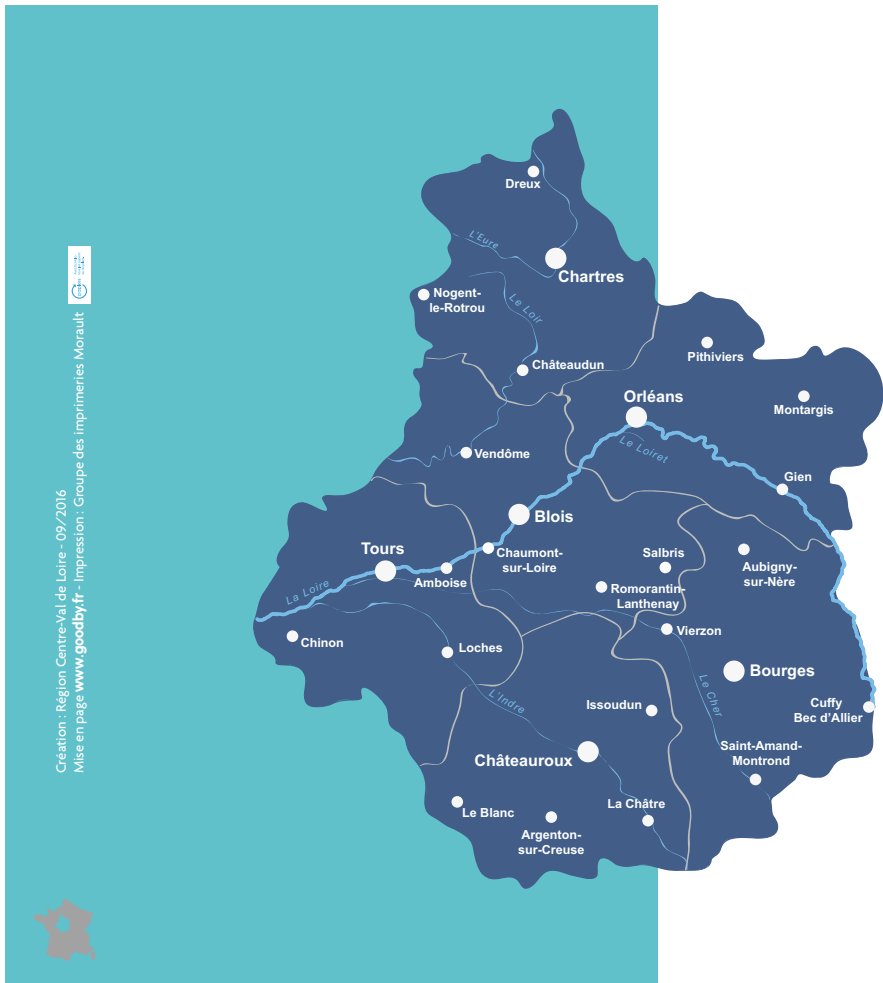 Dreux
L'Eure
Chartres
Nogent-
le-Rotrou
Le Loir
Pithiviers
Châteaudun
Orléans
Montargis
Le Loiret
Vendôme
Gien
Blois
Tours
Chaumont-
sur-Loire
Salbris
Aubigny-
sur-Nère
Amboise
La Loire
Romorantin-
Lanthenay
Chinon
Vierzon
Loches
Bourges
Le Cher
L'Indre
Issoudun
Cuffy
Bec d'Allier
Saint-Amand-
Montrond
Châteauroux
La Châtre
Le Blanc
Argenton-
sur-Creuse
Création : Région Centre-Val de Loire - 09/2016
Mise en page www.goodby.fr - Impression : Groupe des imprimeries Morault